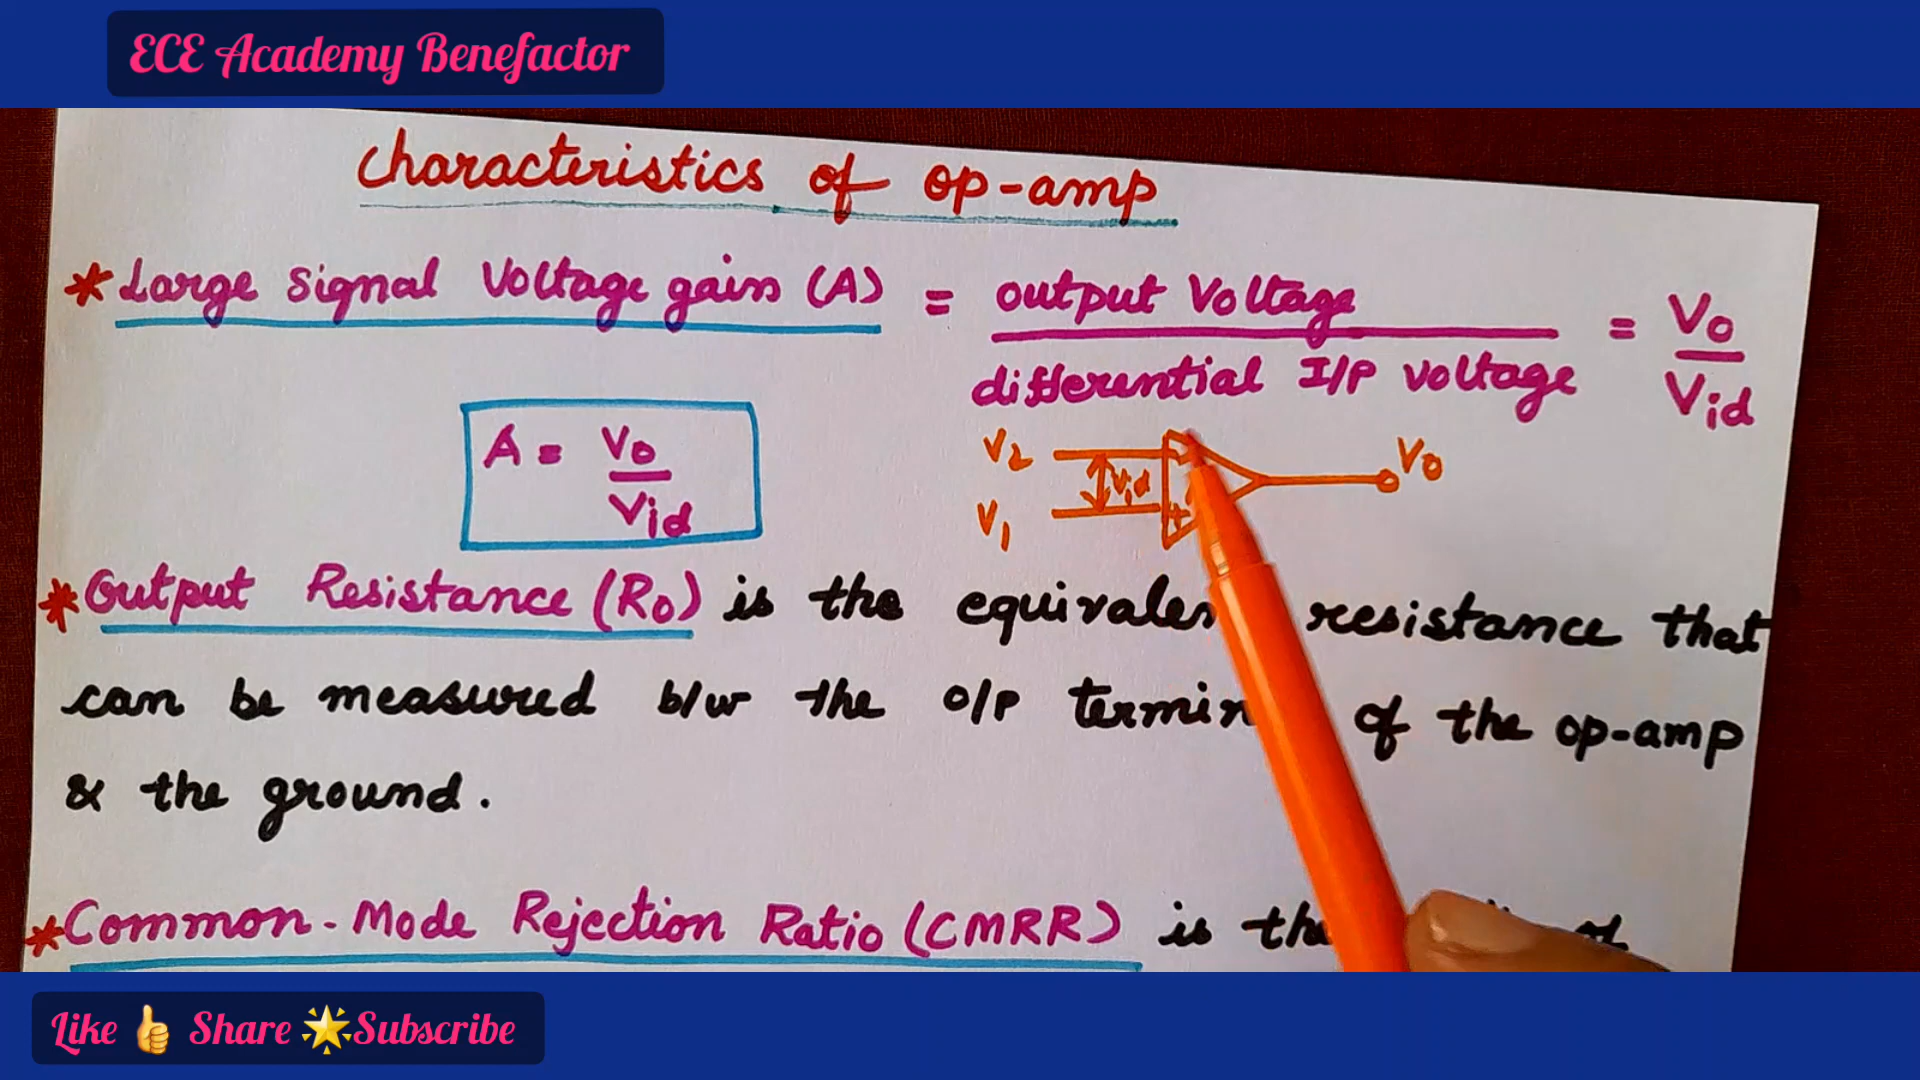 ECE Academy Benefactor
Characteristics of op-amp
* Large Signal Voltage gain (A) = output Voltage / differential I/P voltage = Vo / Vid
A = Vo / Vid
V2
Vid
V1
+
Vo
* Output Resistance (Ro) is the equivalen resistance that
can be measured b/w the o/p termin of the op-amp
& the ground.
* Common-Mode Rejection Ratio (CMRR) is the of
Like 👍 Share 🌟Subscribe